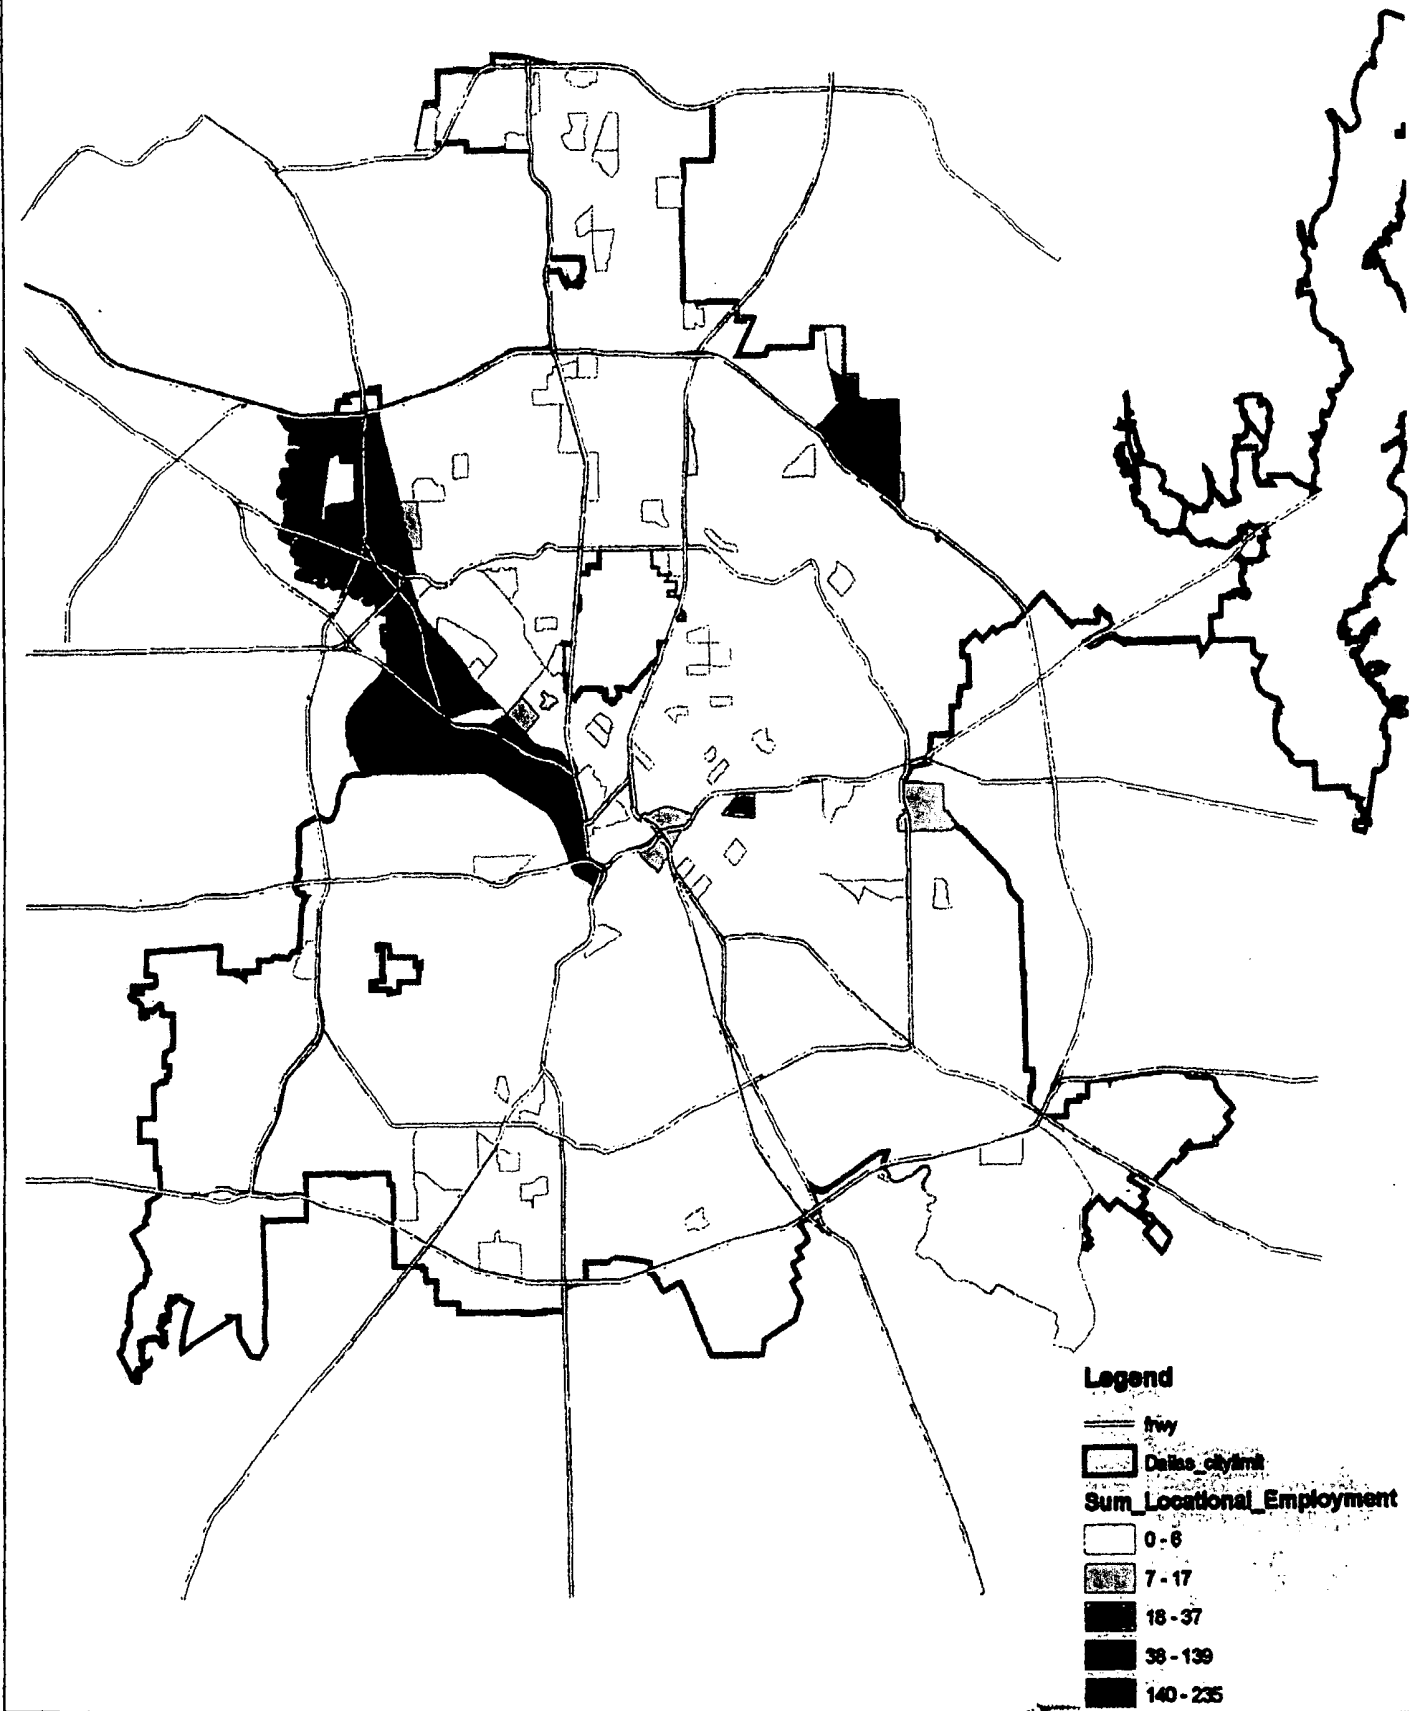 Legend
frwy
Dallas_citylimit
Sum_Locational_Employment
0 - 6
7 - 17
18 - 37
38 - 139
140 - 235